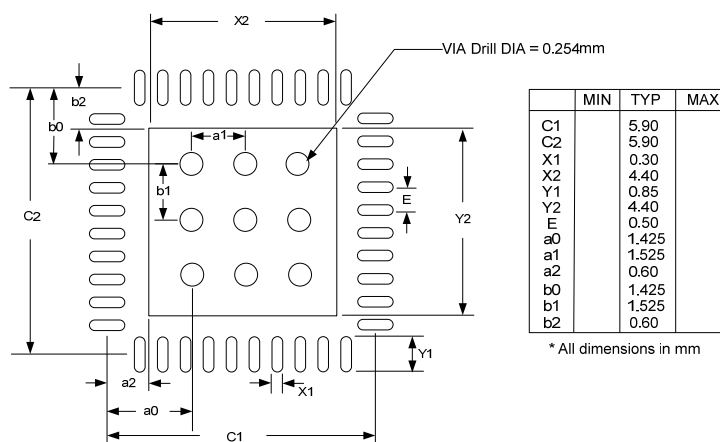 X2
VIA Drill DIA = 0.254mm
b2
b0
a1
b1
C2
E
Y2
Y1
X1
a2
a0
C1
MIN TYP MAX
C1 5.90
C2 5.90
X1 0.30
X2 4.40
Y1 0.85
Y2 4.40
E 0.50
a0 1.425
a1 1.525
a2 0.60
b0 1.425
b1 1.525
b2 0.60
* All dimensions in mm